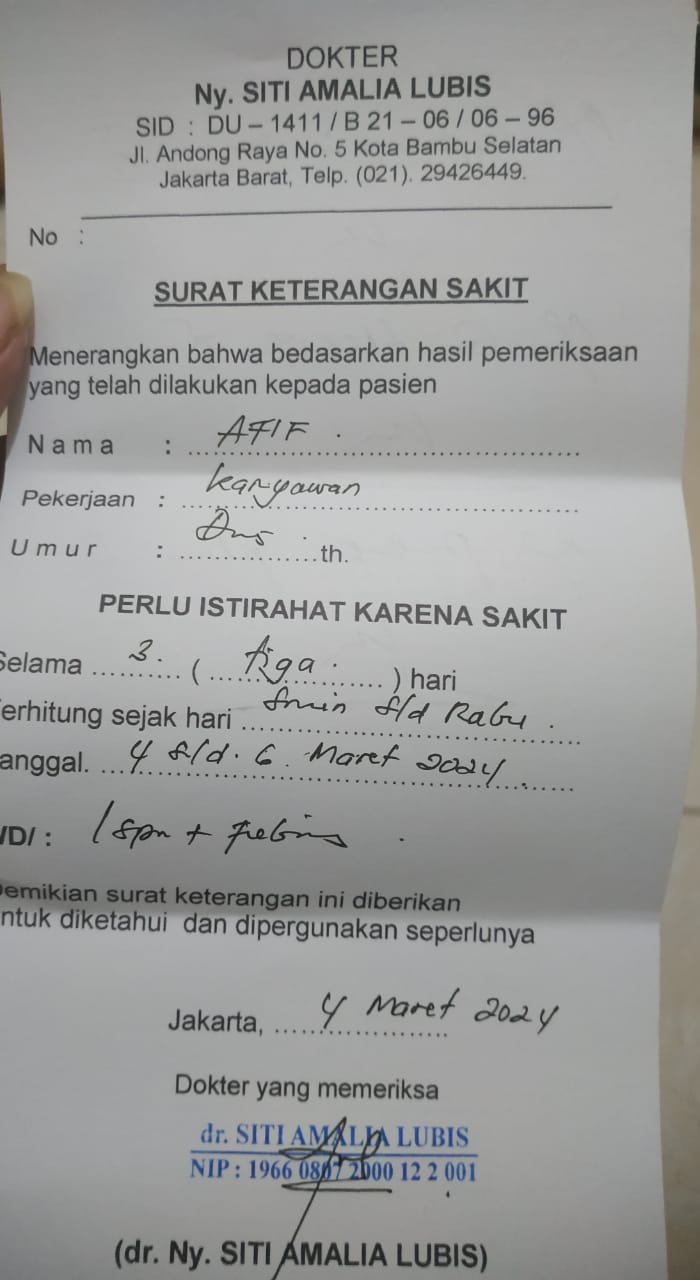 DOKTER
Ny. SITI AMALIA LUBIS
SID : DU – 1411 / B 21 – 06 / 06 – 96
Jl. Andong Raya No. 5 Kota Bambu Selatan
Jakarta Barat, Telp. (021). 29426449.
No :
SURAT KETERANGAN SAKIT
Menerangkan bahwa bedasarkan hasil pemeriksaan
yang telah dilakukan kepada pasien
Nama : AFIF
Pekerjaan : Karyawan
Umur : th.
PERLU ISTIRAHAT KARENA SAKIT
Selama 3. ( Tiga ) hari
erhitung sejak hari Senin s/d Rabu
anggal. 4 s/d. 6 Maret 2024
/D/ : Ispa + Febris
Demikian surat keterangan ini diberikan
ntuk diketahui dan dipergunakan seperlunya
Jakarta, 4 Maret 2024
Dokter yang memeriksa
dr. SITI AMALIA LUBIS
NIP : 1966 0807 2000 12 2 001
(dr. Ny. SITI AMALIA LUBIS)